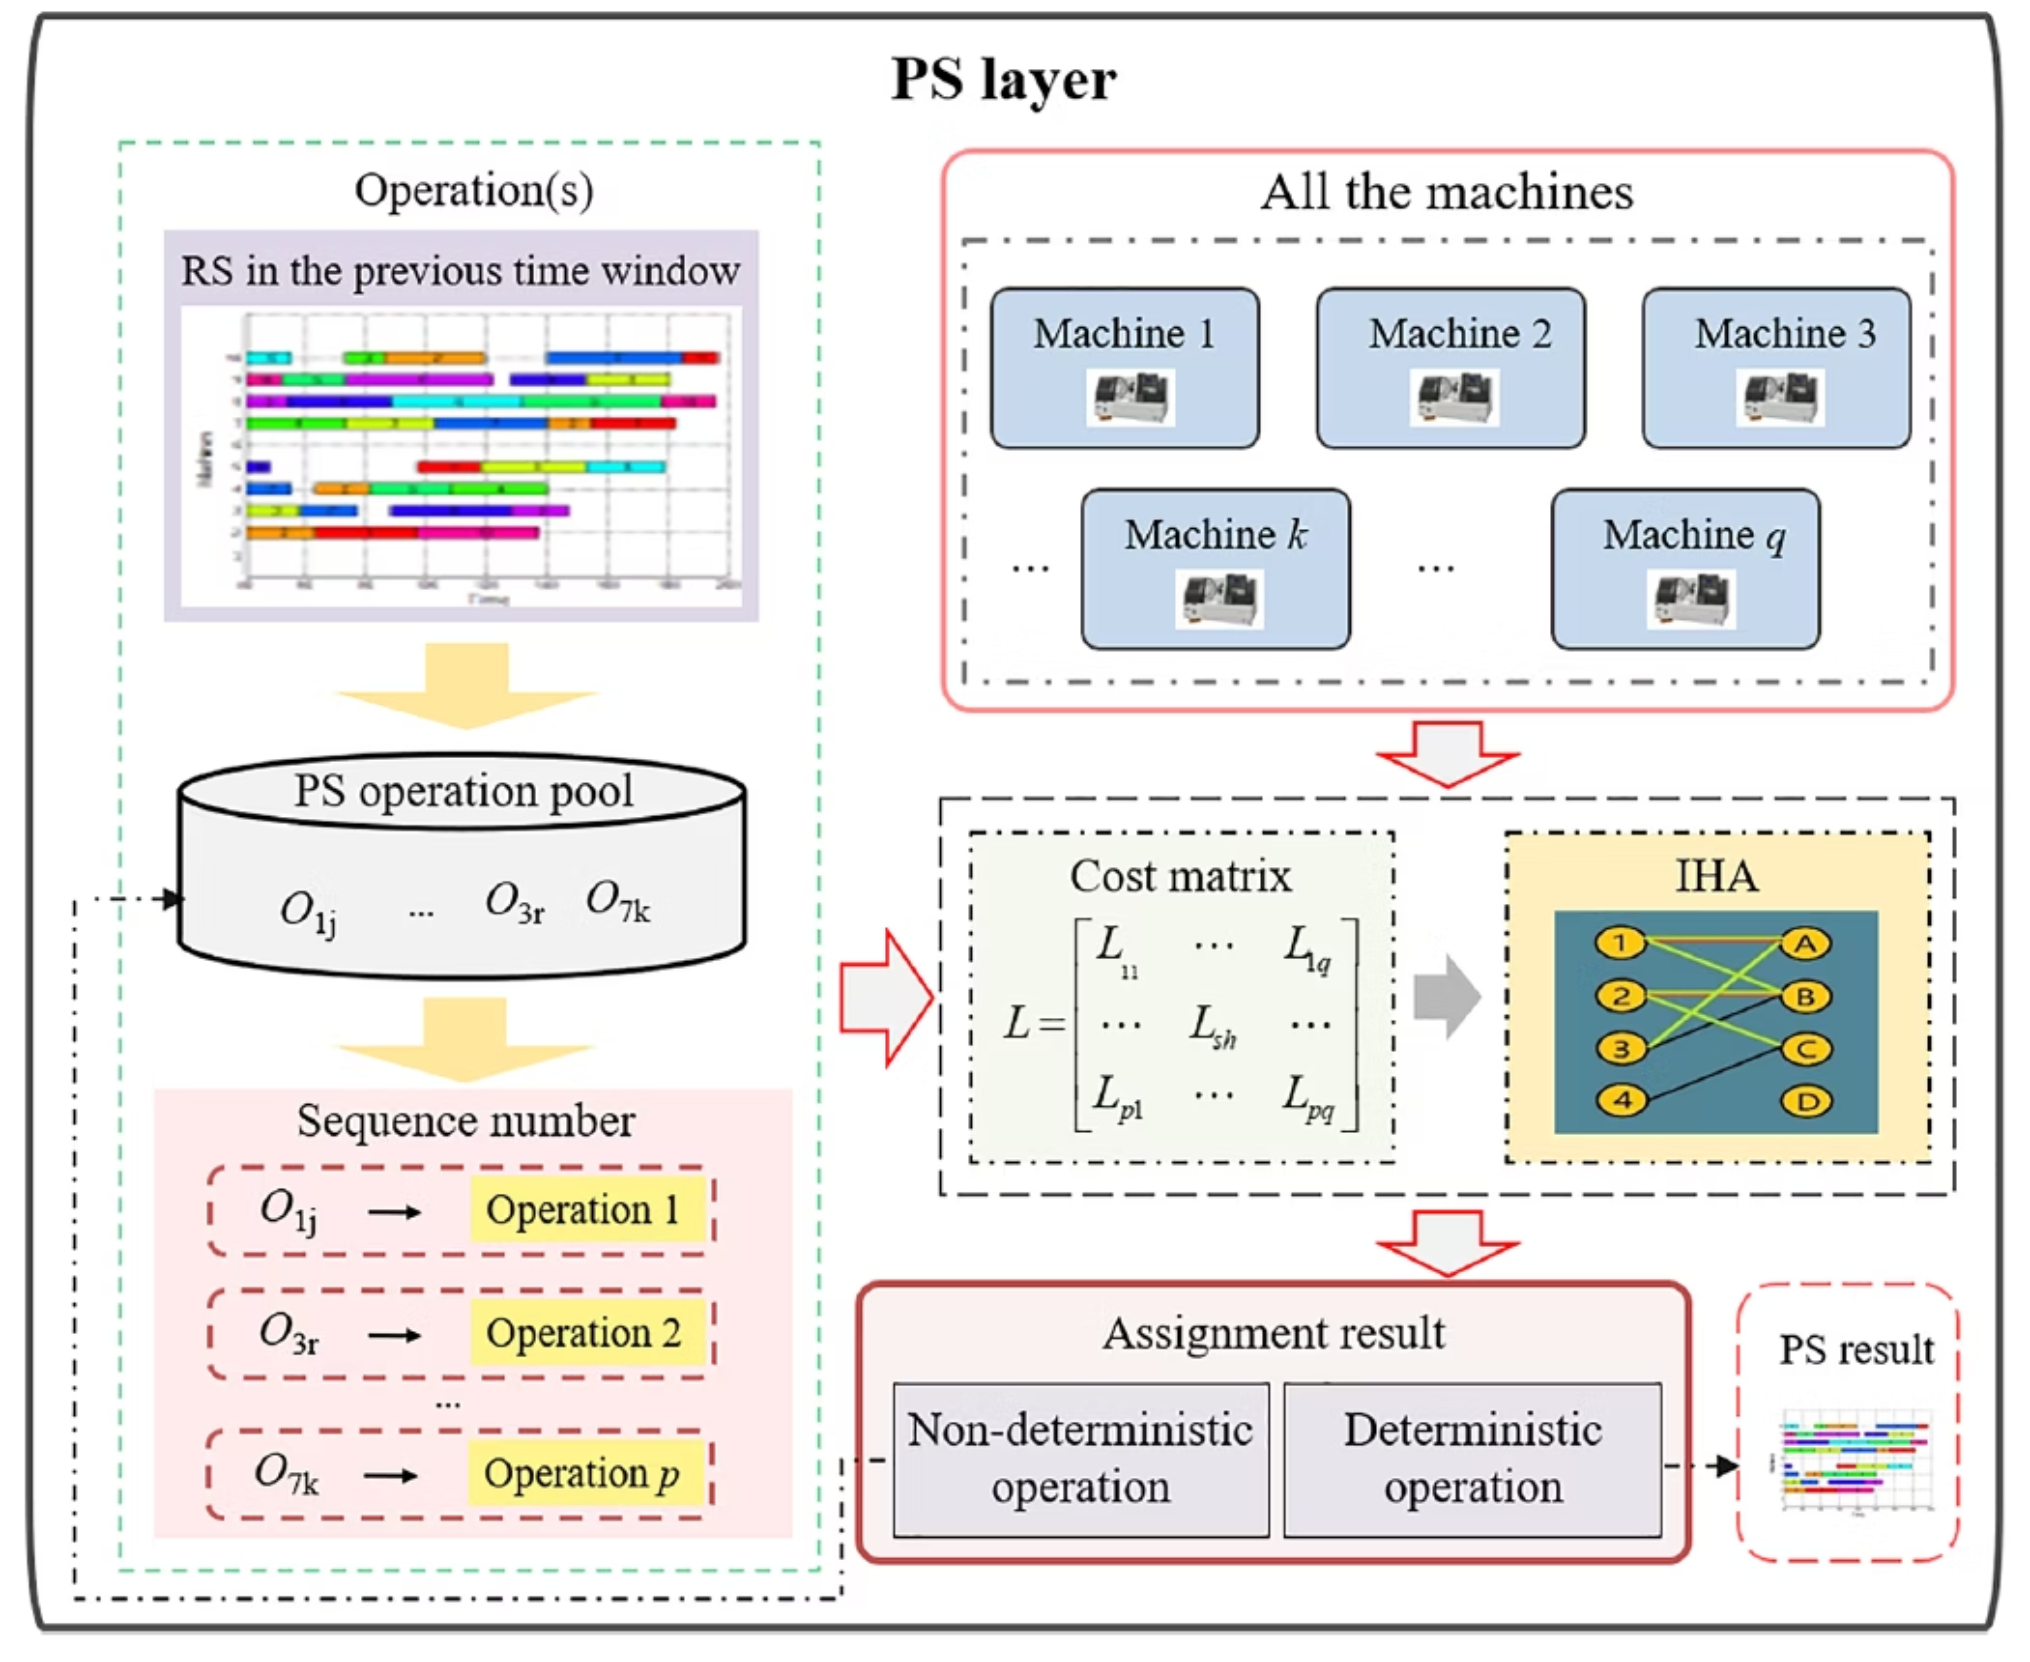 PS layer
Operation(s)
RS in the previous time window
Time
PS operation pool
O1j ... O3r O7k
Sequence number
O1j → Operation 1
O3r → Operation 2
...
O7k → Operation p
All the machines
Machine 1
Machine 2
Machine 3
... Machine k ... Machine q
Cost matrix
L11 ... L1q
L = ... Lsh ...
Lp1 ... Lpq
IHA
1 A
2 B
3 C
4 D
Assignment result
Non-deterministic
operation
Deterministic
operation
PS result